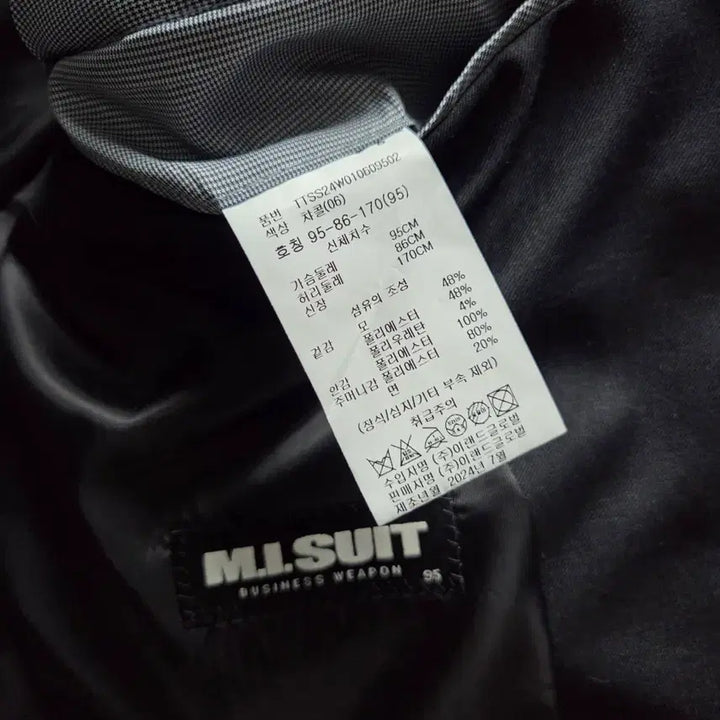 품번 TTSS24W010609502
색상 차콜(06)
호칭 95-86-170(95)
신체치수
가슴둘레 95CM
허리둘레 86CM
신장 170CM
섬유의 조성
겉감 모 48%
폴리에스터 48%
폴리우레탄 4%
안감 폴리에스터 100%
주머니감 폴리에스터 80%
면 20%
(장식/심지/기타 부속 제외)
취급주의
수입자명 (주)이랜드글로벌
판매자명 (주)이랜드글로벌
제조년월 2024년 7월
M.I.SUIT
BUSINESS WEAPON
95